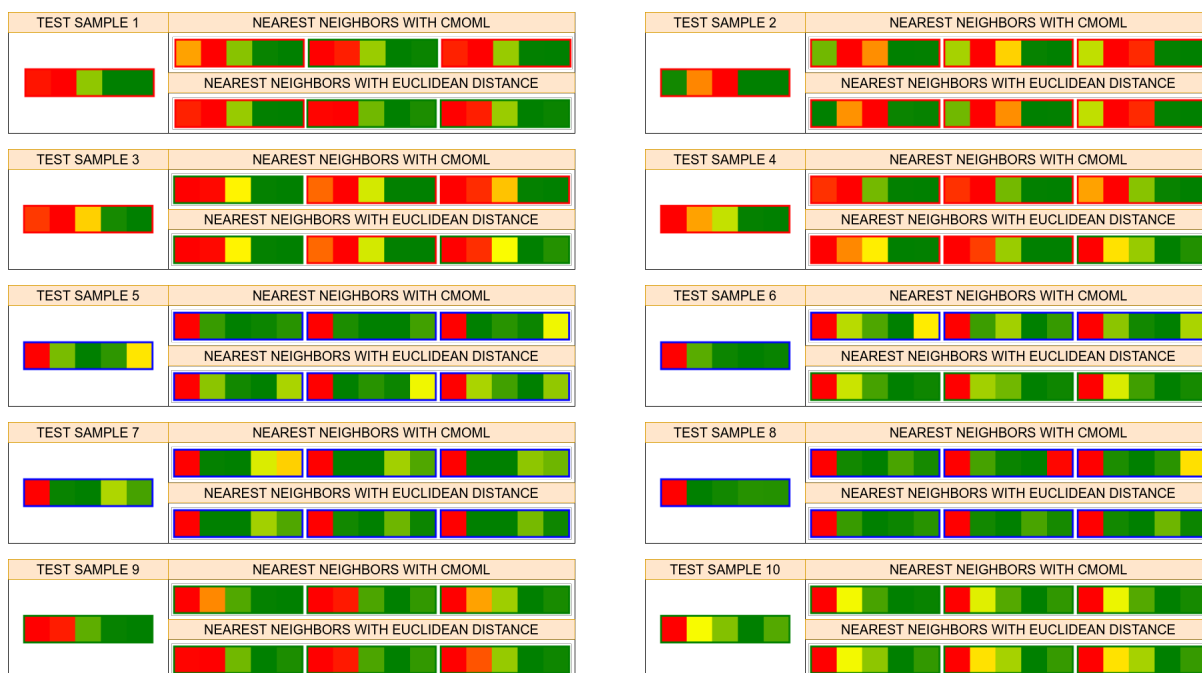 TEST SAMPLE 1
NEAREST NEIGHBORS WITH CMOML
NEAREST NEIGHBORS WITH EUCLIDEAN DISTANCE
TEST SAMPLE 2
NEAREST NEIGHBORS WITH CMOML
NEAREST NEIGHBORS WITH EUCLIDEAN DISTANCE
TEST SAMPLE 3
NEAREST NEIGHBORS WITH CMOML
NEAREST NEIGHBORS WITH EUCLIDEAN DISTANCE
TEST SAMPLE 4
NEAREST NEIGHBORS WITH CMOML
NEAREST NEIGHBORS WITH EUCLIDEAN DISTANCE
TEST SAMPLE 5
NEAREST NEIGHBORS WITH CMOML
NEAREST NEIGHBORS WITH EUCLIDEAN DISTANCE
TEST SAMPLE 6
NEAREST NEIGHBORS WITH CMOML
NEAREST NEIGHBORS WITH EUCLIDEAN DISTANCE
TEST SAMPLE 7
NEAREST NEIGHBORS WITH CMOML
NEAREST NEIGHBORS WITH EUCLIDEAN DISTANCE
TEST SAMPLE 8
NEAREST NEIGHBORS WITH CMOML
NEAREST NEIGHBORS WITH EUCLIDEAN DISTANCE
TEST SAMPLE 9
NEAREST NEIGHBORS WITH CMOML
NEAREST NEIGHBORS WITH EUCLIDEAN DISTANCE
TEST SAMPLE 10
NEAREST NEIGHBORS WITH CMOML
NEAREST NEIGHBORS WITH EUCLIDEAN DISTANCE